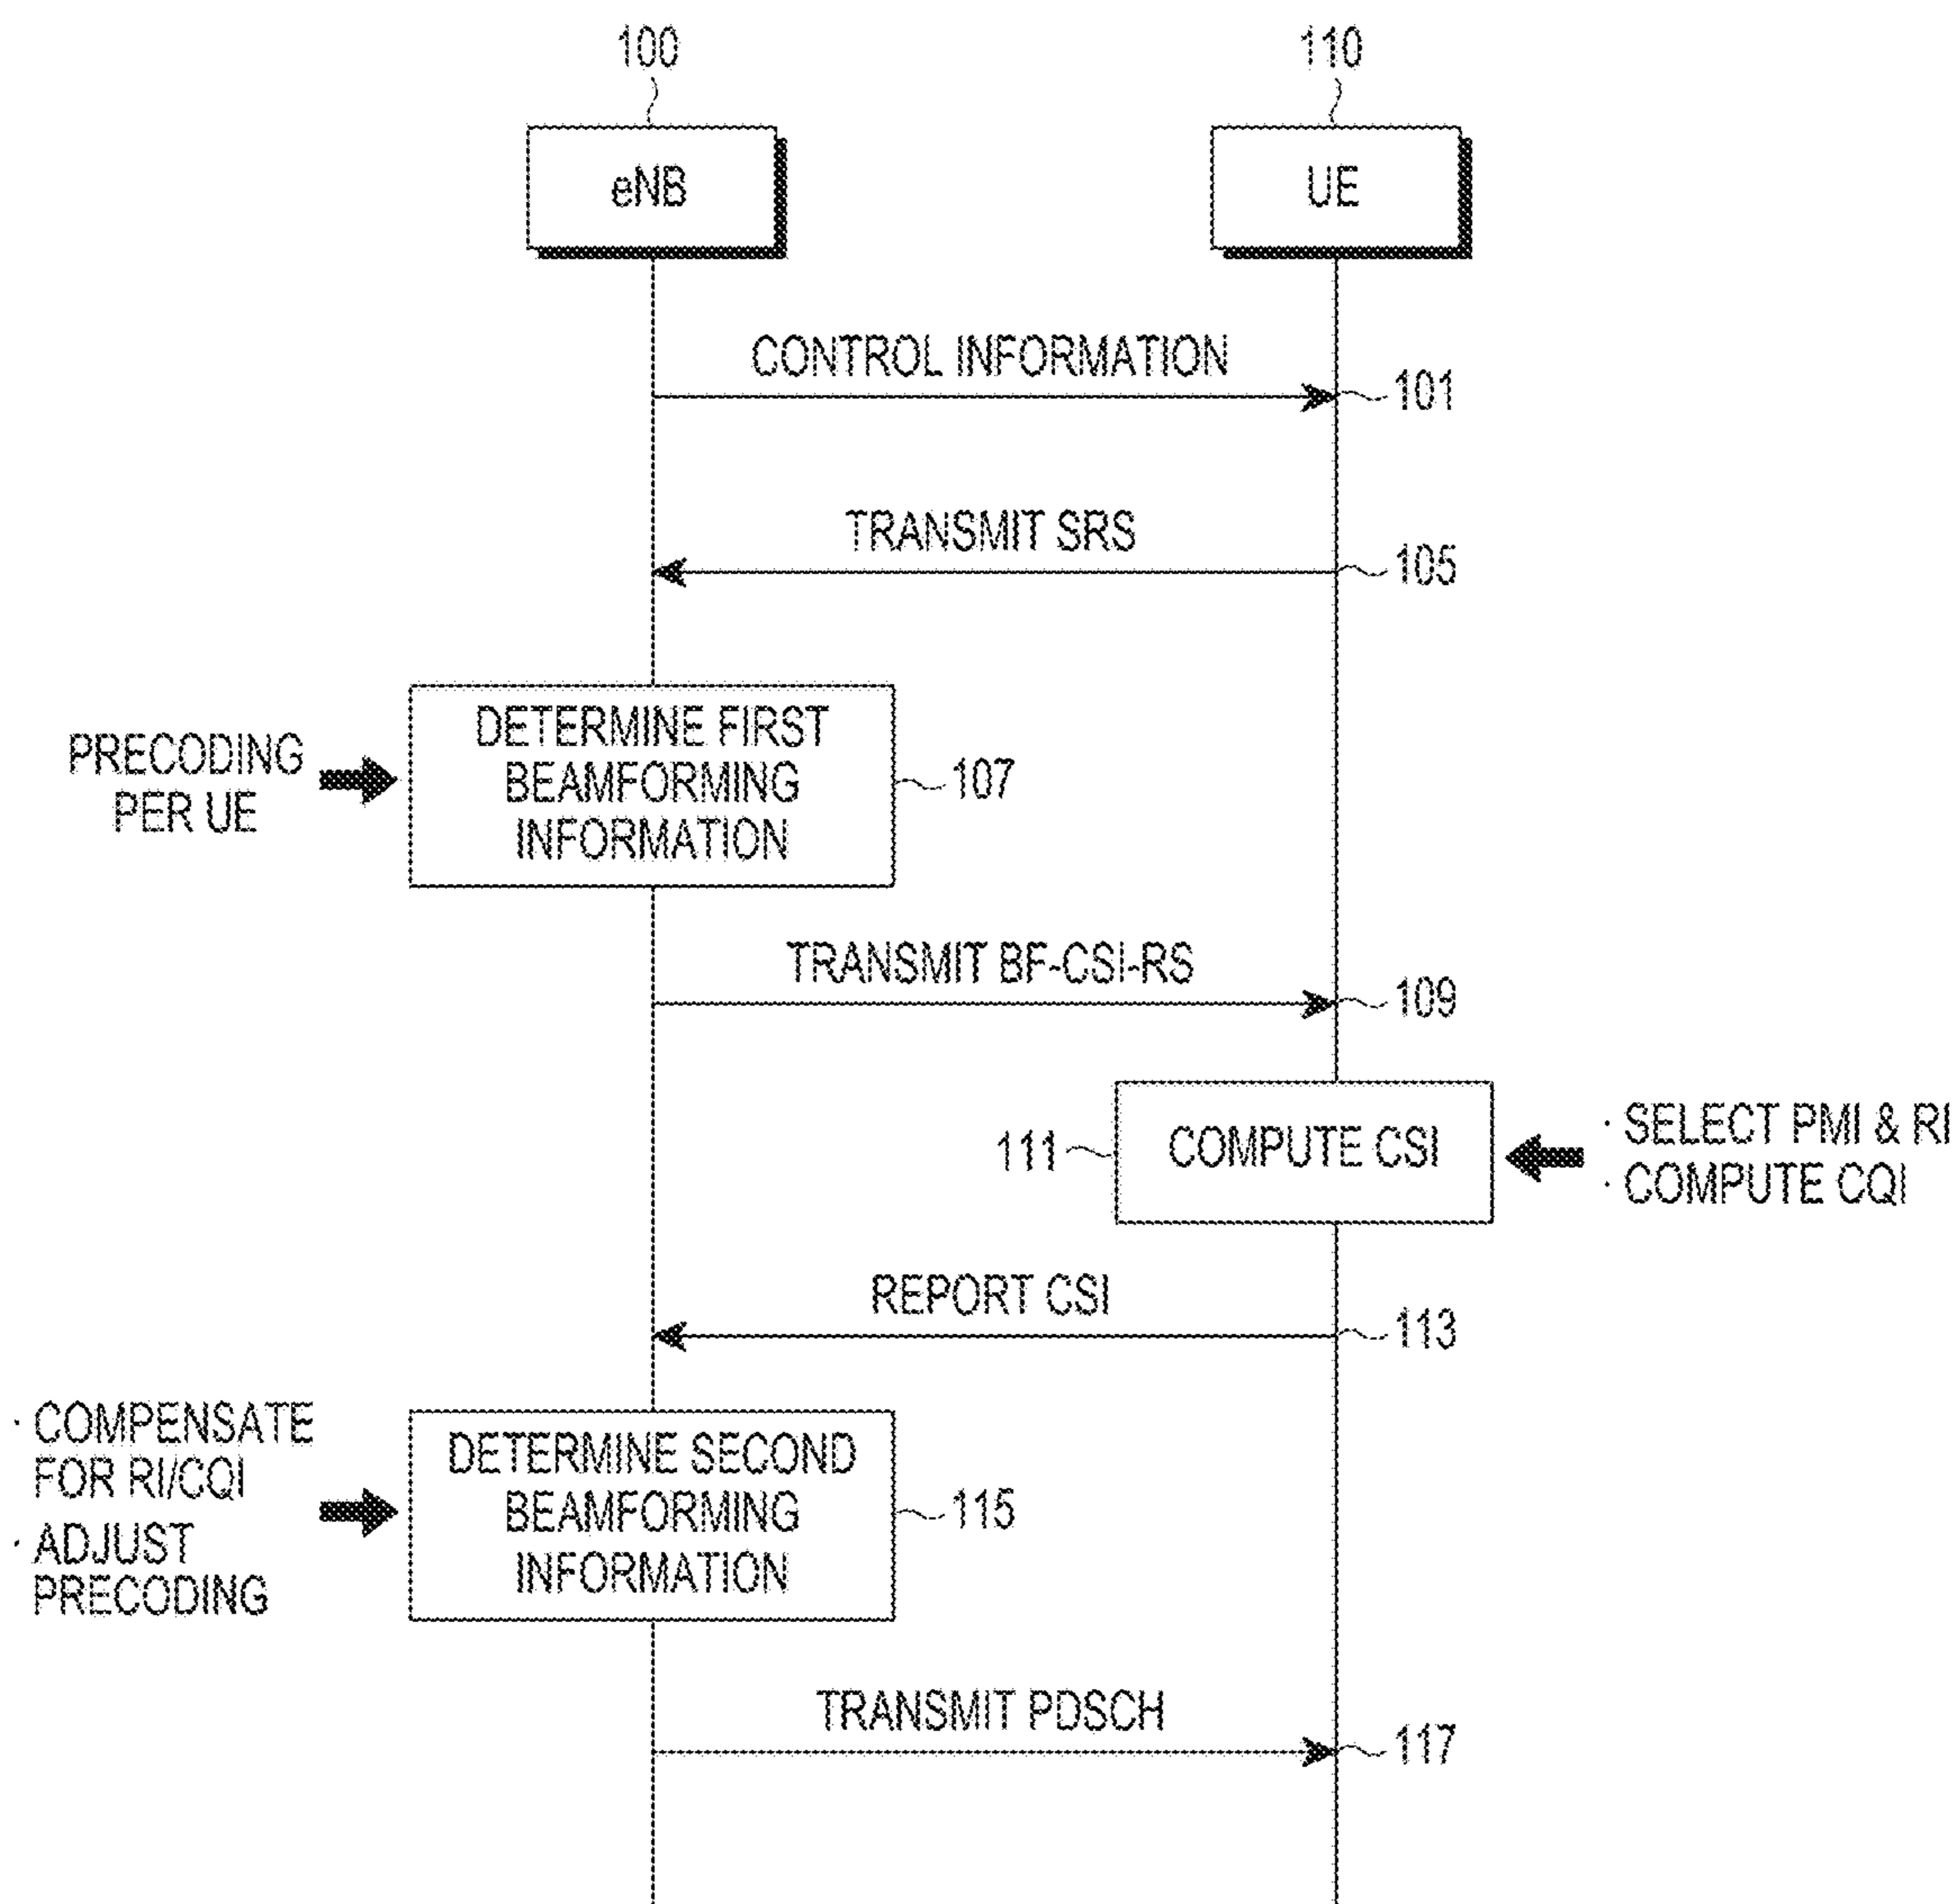 100
110
eNB
UE
CONTROL INFORMATION
101
TRANSMIT SRS
105
PRECODING
PER UE
DETERMINE FIRST
BEAMFORMING
INFORMATION
107
TRANSMIT BF-CSI-RS
109
111
COMPUTE CSI
· SELECT PMI & RI
· COMPUTE CQI
REPORT CSI
113
· COMPENSATE
FOR RI/CQI
· ADJUST
PRECODING
DETERMINE SECOND
BEAMFORMING
INFORMATION
115
TRANSMIT PDSCH
117